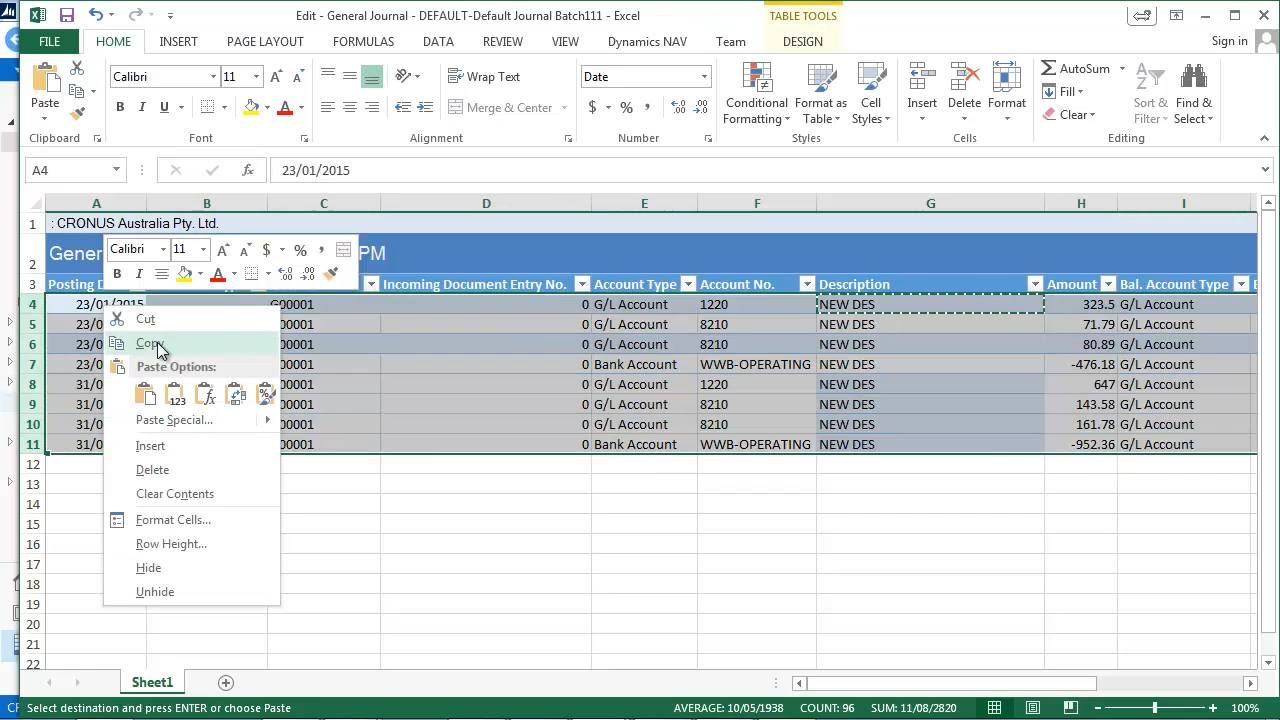 Edit - General Journal - DEFAULT-Default Journal Batch111 - Excel
TABLE TOOLS
FILE HOME INSERT PAGE LAYOUT FORMULAS DATA REVIEW VIEW Dynamics NAV Team DESIGN Sign in
Paste
Calibri 11
B I U
Wrap Text
Merge & Center
Date
$ % ,
Conditional Formatting
Format as Table
Cell Styles
Insert Delete Format
AutoSum
Fill
Clear
Sort & Filter
Find & Select
Clipboard Font Alignment Number Styles Cells Editing
A4 fx 23/01/2015
A B C D E F G H I
1 : CRONUS Australia Pty. Ltd.
Calibri 11 $ % ,
B I A
2 Gener PM
3 Posting D Incoming Document Entry No. Account Type Account No. Description Amount Bal. Account Type
4 23/01/2015 G00001 0 G/L Account 1220 NEW DES 323.5 G/L Account
5 23/0 00001 0 G/L Account 8210 NEW DES 71.79 G/L Account
6 23/0 00001 0 G/L Account 8210 NEW DES 80.89 G/L Account
7 23/0 00001 0 Bank Account WWB-OPERATING NEW DES -476.18 G/L Account
8 31/0 00001 0 G/L Account 1220 NEW DES 647 G/L Account
9 31/0 00001 0 G/L Account 8210 NEW DES 143.58 G/L Account
10 31/0 00001 0 G/L Account 8210 NEW DES 161.78 G/L Account
11 31/0 00001 0 Bank Account WWB-OPERATING NEW DES -952.36 G/L Account
12
13
14
15
16
17
18
19
20
21
22
Cut
Copy
Paste Options:
123
Paste Special...
Insert
Delete
Clear Contents
Format Cells...
Row Height...
Hide
Unhide
Sheet1
Select destination and press ENTER or choose Paste AVERAGE: 10/05/1938 COUNT: 96 SUM: 11/08/2820 100%